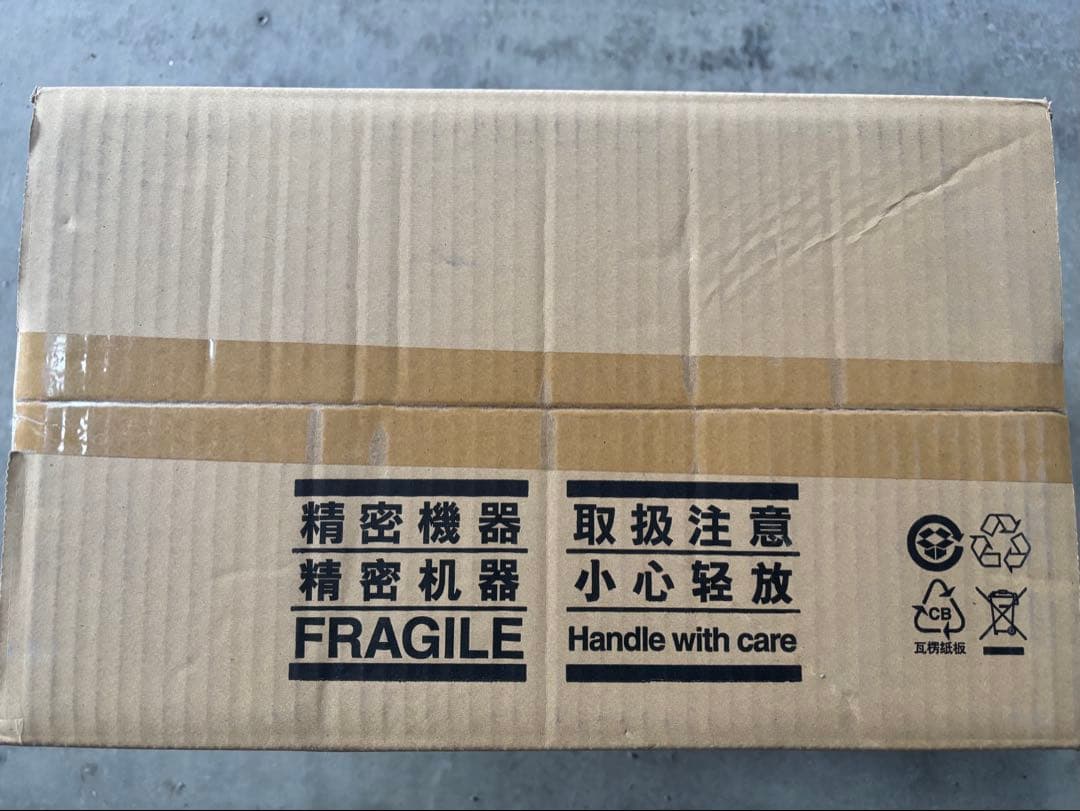 精密機器
精密机器
FRAGILE
取扱注意
小心轻放
Handle with care
CB
瓦楞纸板